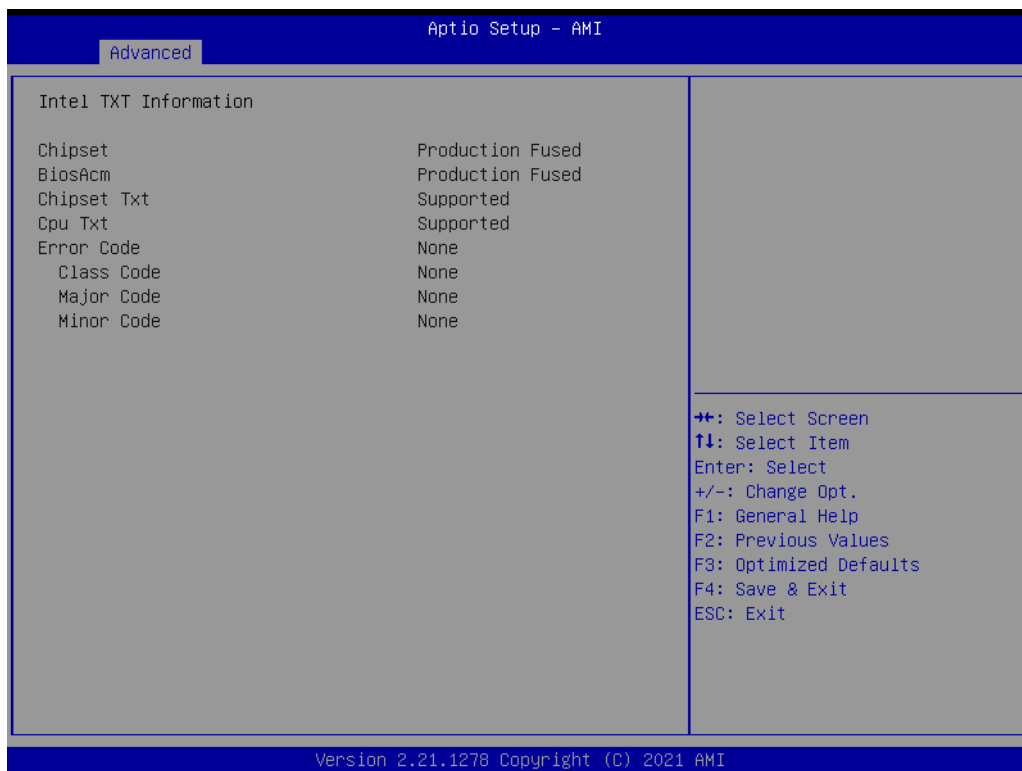 Aptio Setup – AMI
Advanced
Intel TXT Information
Chipset Production Fused
BiosAcm Production Fused
Chipset Txt Supported
Cpu Txt Supported
Error Code None
Class Code None
Major Code None
Minor Code None
→←: Select Screen
↑↓: Select Item
Enter: Select
+/-: Change Opt.
F1: General Help
F2: Previous Values
F3: Optimized Defaults
F4: Save & Exit
ESC: Exit
Version 2.21.1278 Copyright (C) 2021 AMI